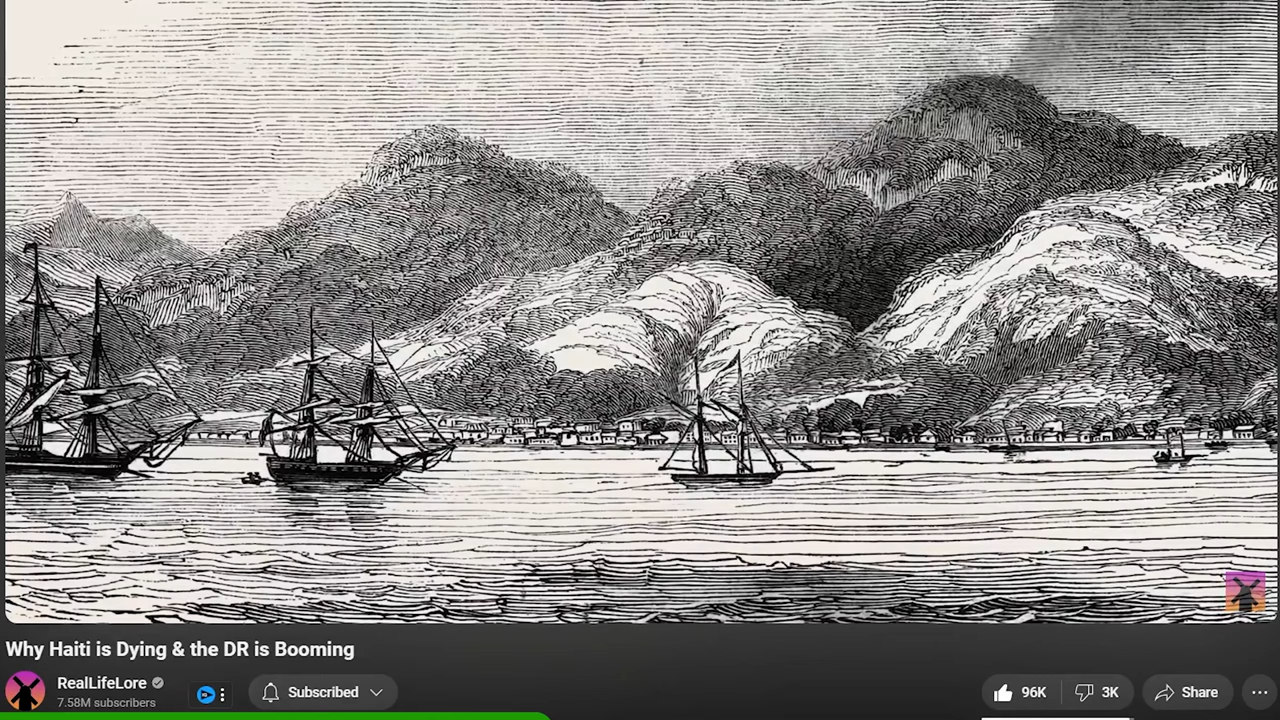 Why Haiti is Dying & the DR is Booming
RealLifeLore
7.58M subscribers
Subscribed
96K
3K
Share